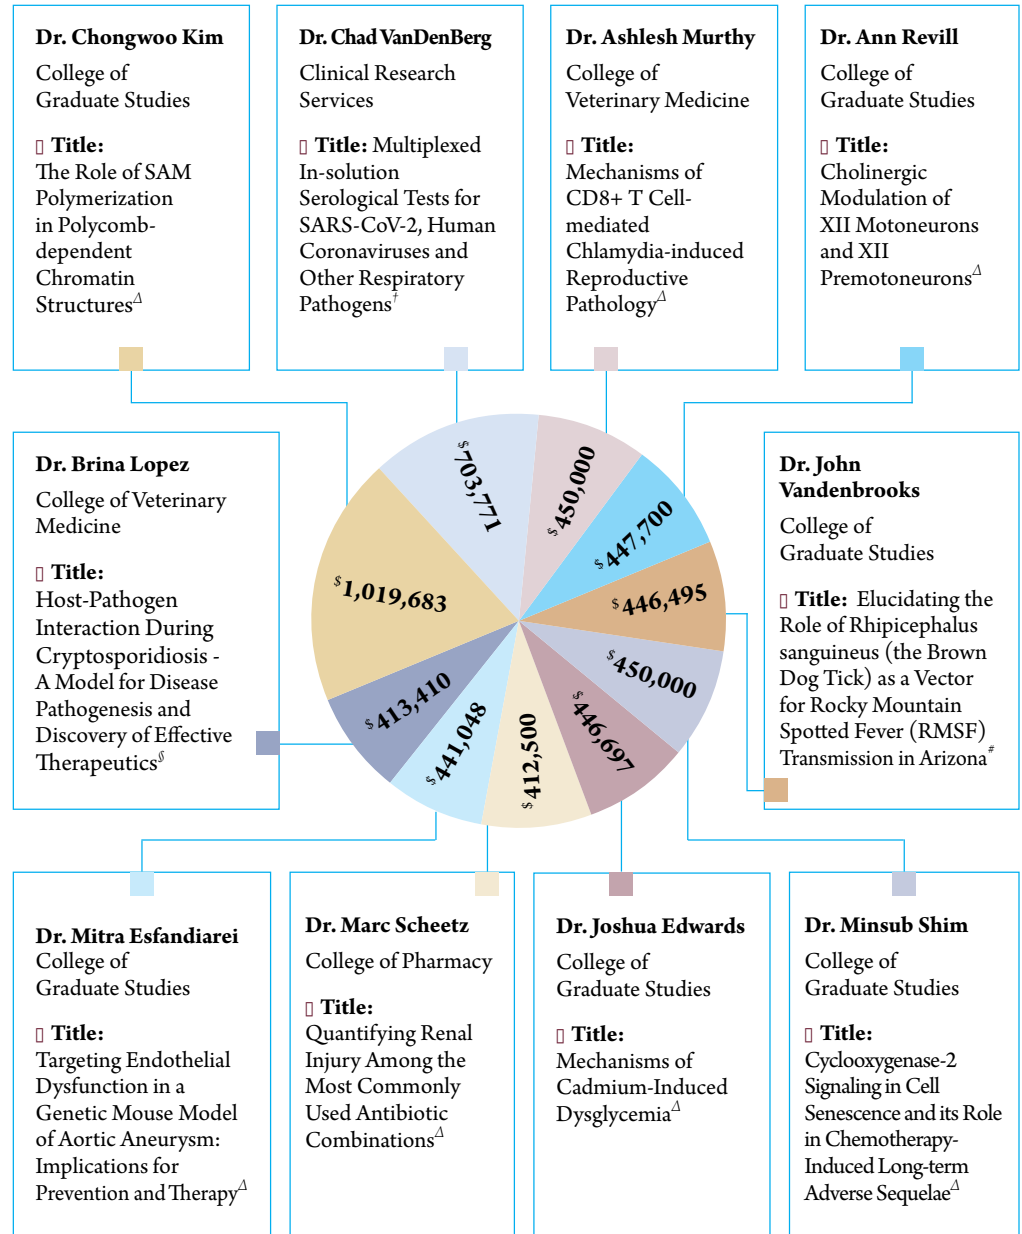 Dr. Chongwoo Kim
College of
Graduate Studies
▯ Title:
The Role of SAM
Polymerization
in Polycomb-
dependent
Chromatin
Structures^Δ
Dr. Chad VanDenBerg
Clinical Research
Services
▯ Title: Multiplexed
In-solution
Serological Tests for
SARS-CoV-2, Human
Coronaviruses and
Other Respiratory
Pathogens^†
Dr. Ashlesh Murthy
College of
Veterinary Medicine
▯ Title:
Mechanisms of
CD8+ T Cell-
mediated
Chlamydia-induced
Reproductive
Pathology^Δ
Dr. Ann Revill
College of
Graduate Studies
▯ Title:
Cholinergic
Modulation of
XII Motoneurons
and XII
Premotoneurons^Δ
Dr. Brina Lopez
College of Veterinary
Medicine
▯ Title:
Host-Pathogen
Interaction During
Cryptosporidiosis -
A Model for Disease
Pathogenesis and
Discovery of Effective
Therapeutics^§
$703,771
$450,000
$447,700
$446,495
$450,000
$446,697
$412,500
$441,048
$413,410
$1,019,683
Dr. John
Vandenbrooks
College of
Graduate Studies
▯ Title: Elucidating the
Role of Rhipicephalus
sanguineus (the Brown
Dog Tick) as a Vector
for Rocky Mountain
Spotted Fever (RMSF)
Transmission in Arizona^#
Dr. Mitra Esfandiarei
College of
Graduate Studies
▯ Title:
Targeting Endothelial
Dysfunction in a
Genetic Mouse Model
of Aortic Aneurysm:
Implications for
Prevention and Therapy^Δ
Dr. Marc Scheetz
College of Pharmacy
▯ Title:
Quantifying Renal
Injury Among the
Most Commonly
Used Antibiotic
Combinations^Δ
Dr. Joshua Edwards
College of
Graduate Studies
▯ Title:
Mechanisms of
Cadmium-Induced
Dysglycemia^Δ
Dr. Minsub Shim
College of
Graduate Studies
▯ Title:
Cyclooxygenase-2
Signaling in Cell
Senescence and its Role
in Chemotherapy-
Induced Long-term
Adverse Sequelae^Δ